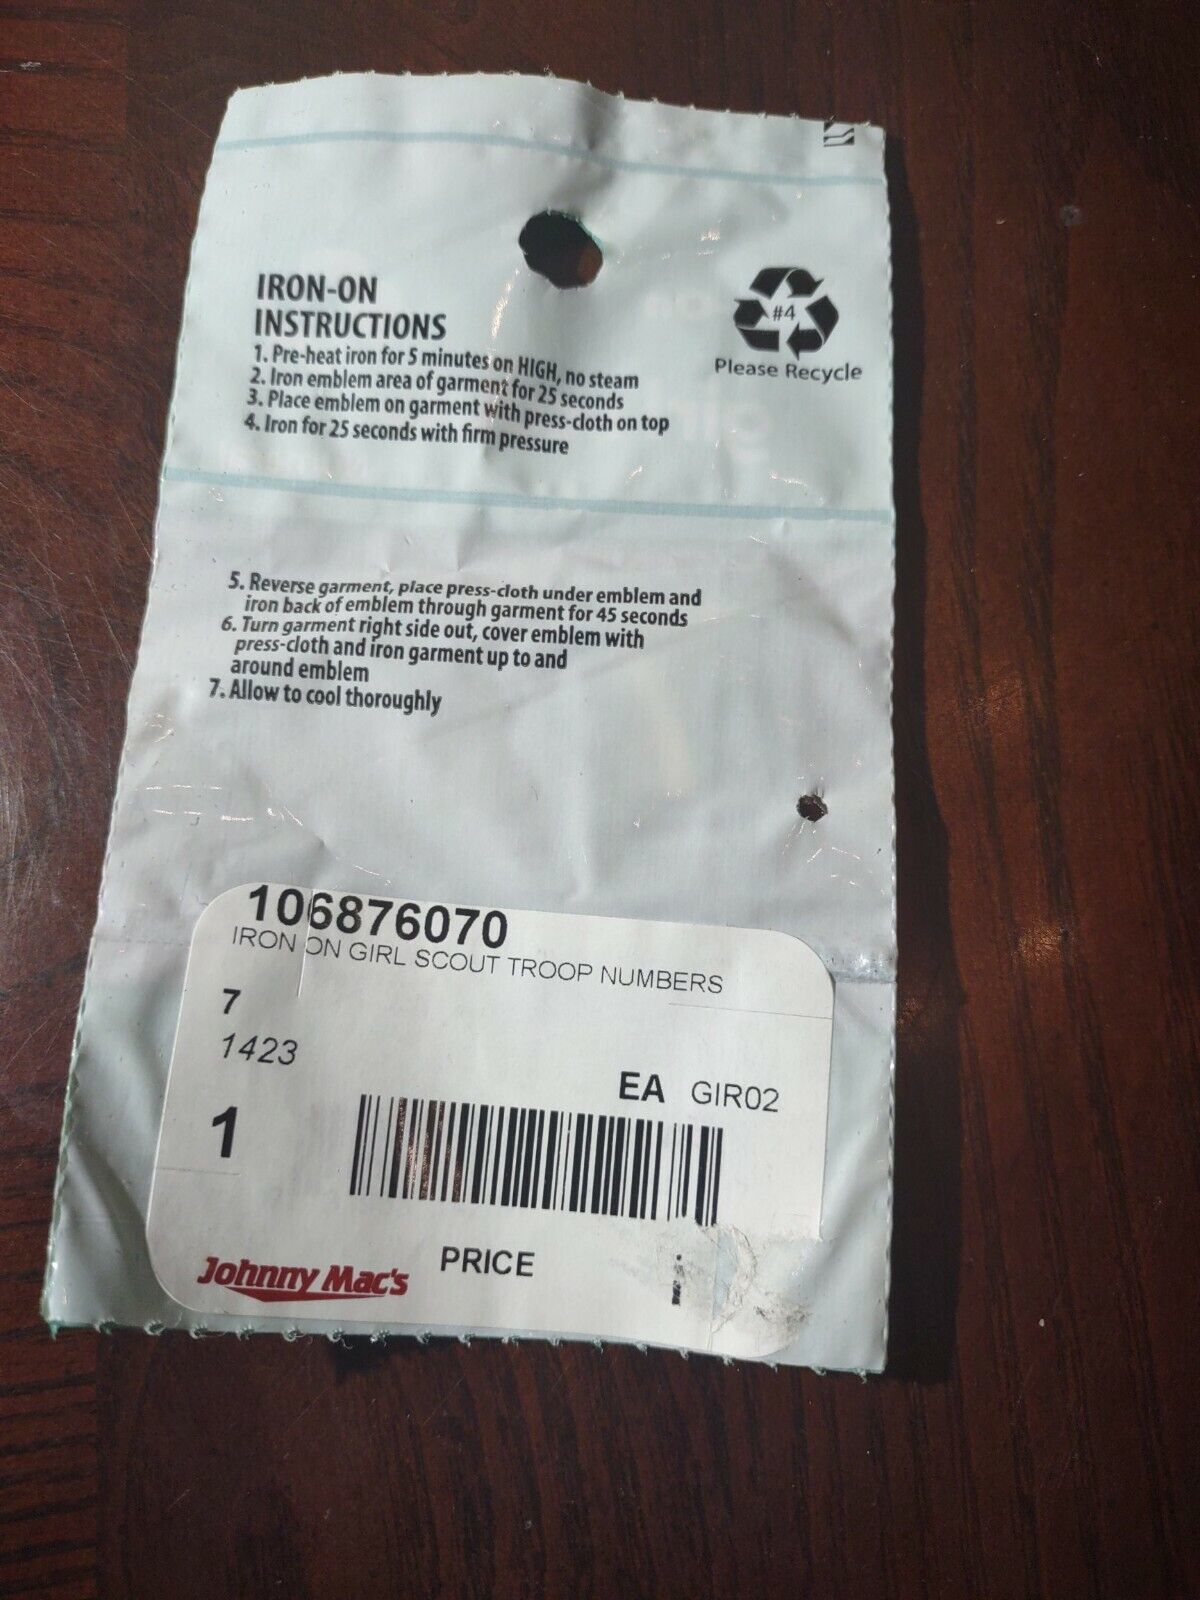 IRON-ON
INSTRUCTIONS
1. Pre-heat iron for 5 minutes on HIGH, no steam
2. Iron emblem area of garment for 25 seconds
3. Place emblem on garment with press-cloth on top
4. Iron for 25 seconds with firm pressure
#4
Please Recycle
5. Reverse garment, place press-cloth under emblem and
iron back of emblem through garment for 45 seconds
6. Turn garment right side out, cover emblem with
press-cloth and iron garment up to and
around emblem
7. Allow to cool thoroughly
106876070
IRON ON GIRL SCOUT TROOP NUMBERS
7
1423
EA GIR02
1
PRICE
Johnny Mac's